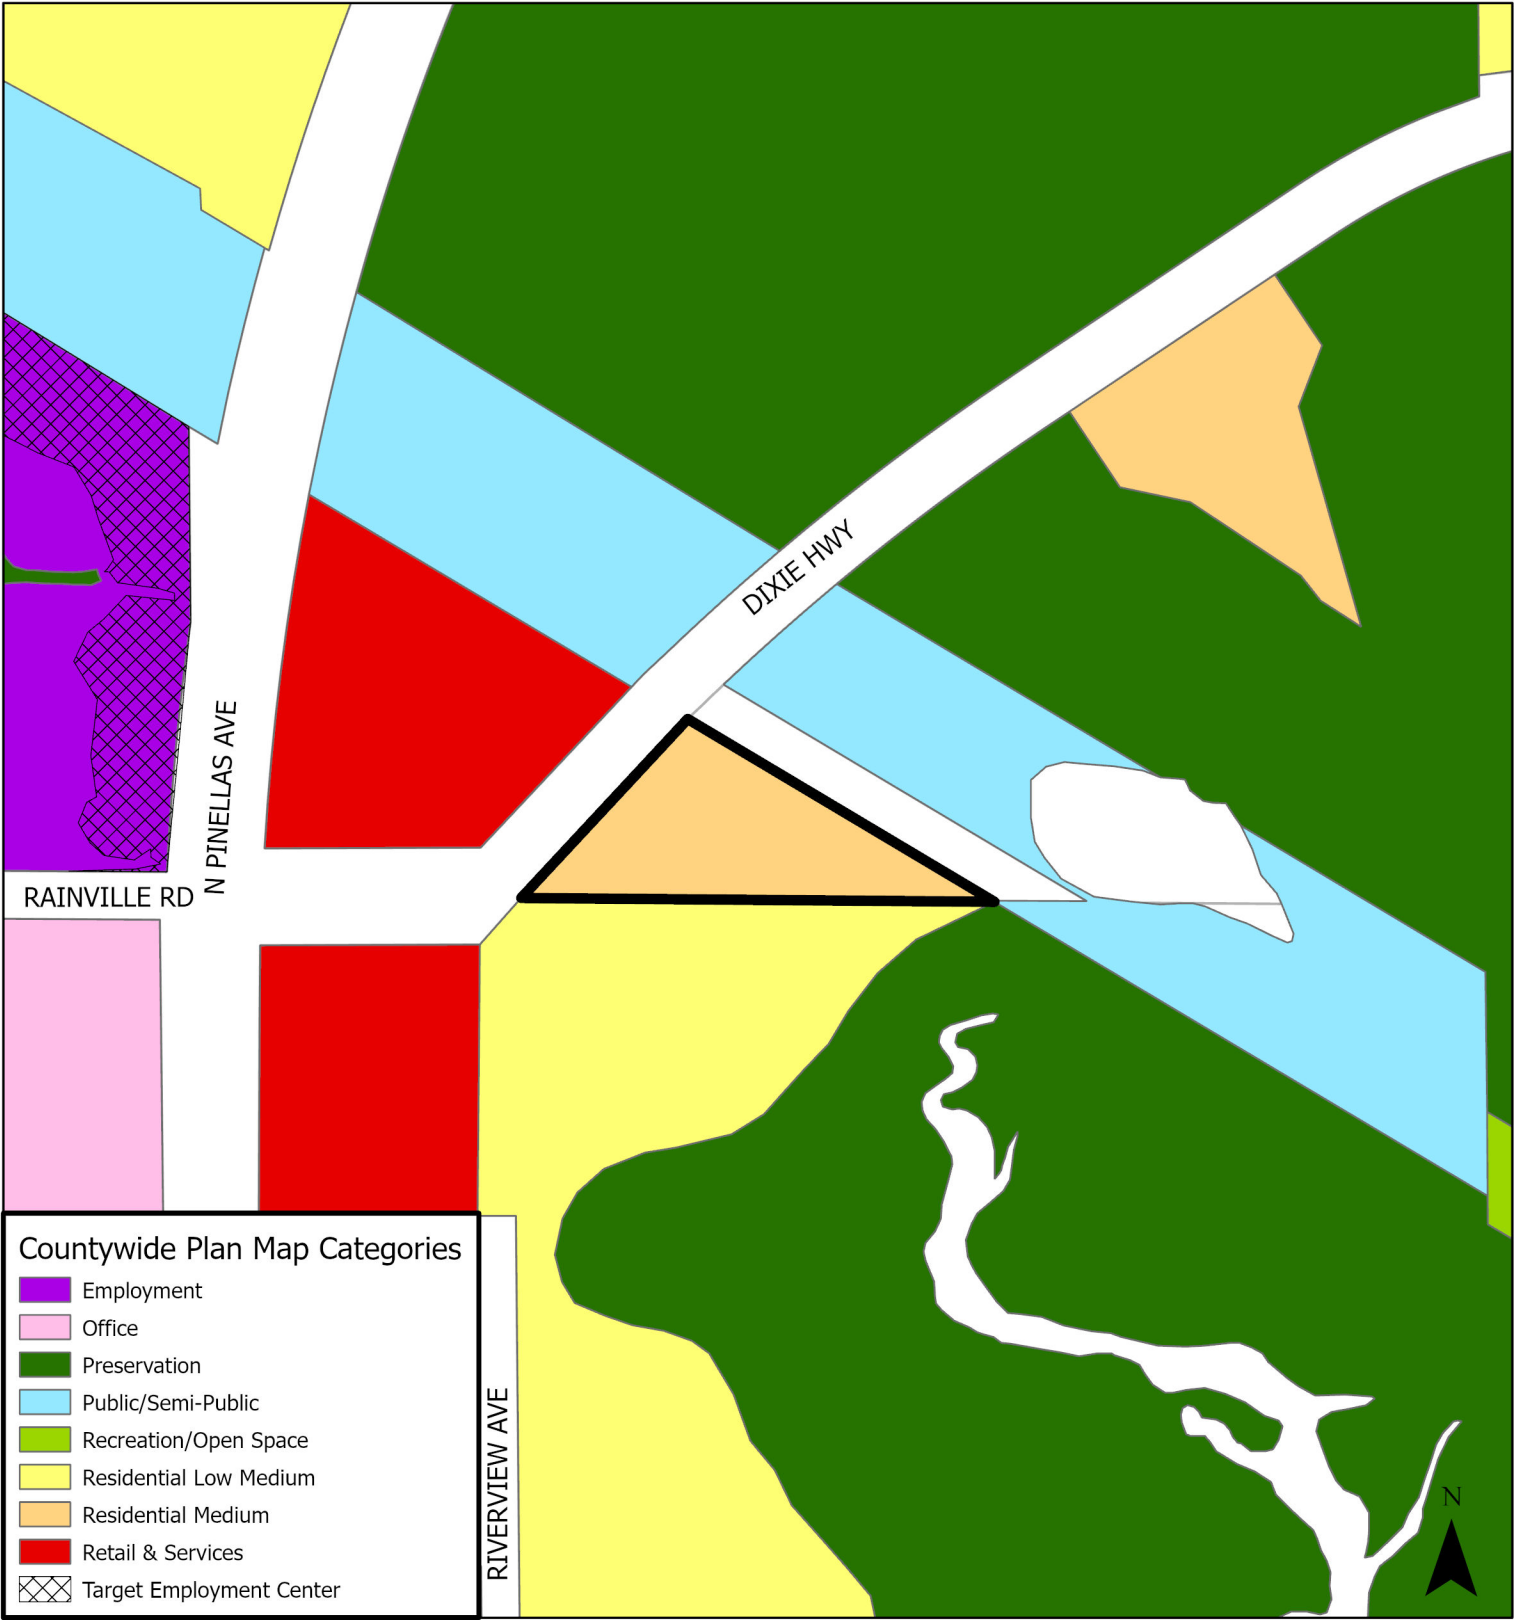 DIXIE HWY
N PINELLAS AVE
RAINVILLE RD
Countywide Plan Map Categories
Employment
Office
Preservation
Public/Semi-Public
Recreation/Open Space
Residential Low Medium
Residential Medium
Retail & Services
Target Employment Center
RIVERVIEW AVE
N